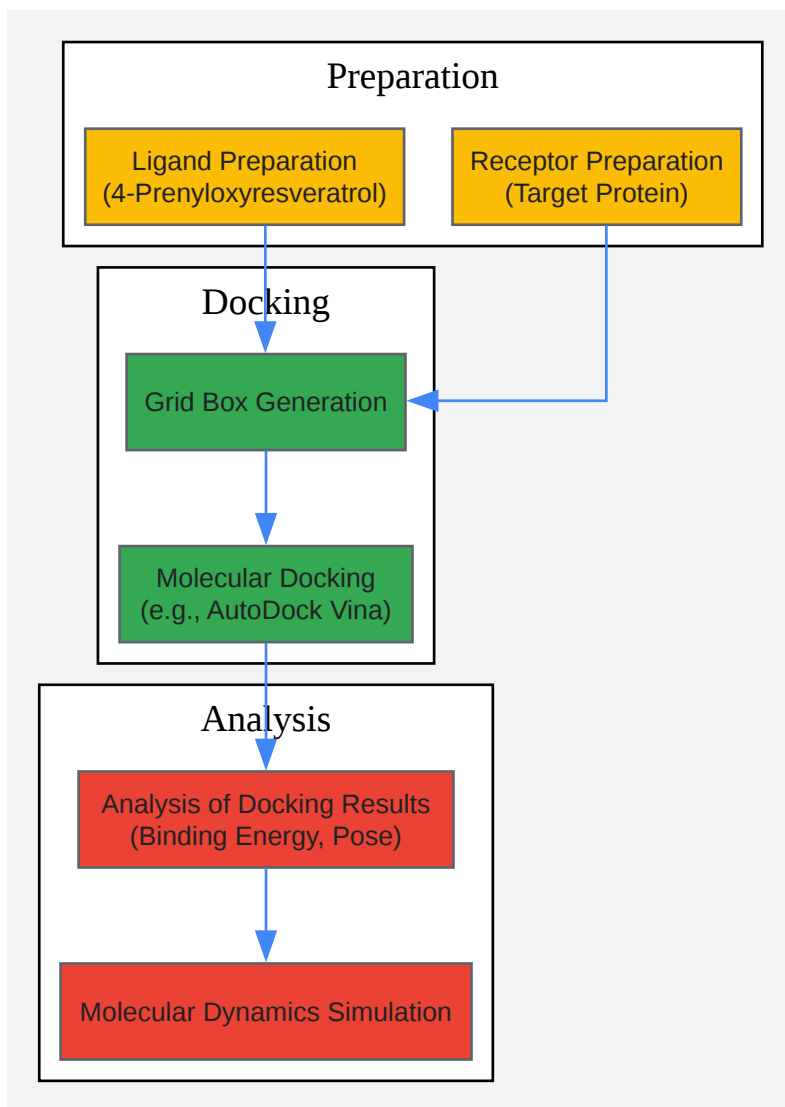 Preparation
Ligand Preparation
(4-Prenyloxyresveratrol)
Receptor Preparation
(Target Protein)
Docking
Grid Box Generation
Molecular Docking
(e.g., AutoDock Vina)
Analysis
Analysis of Docking Results
(Binding Energy, Pose)
Molecular Dynamics Simulation